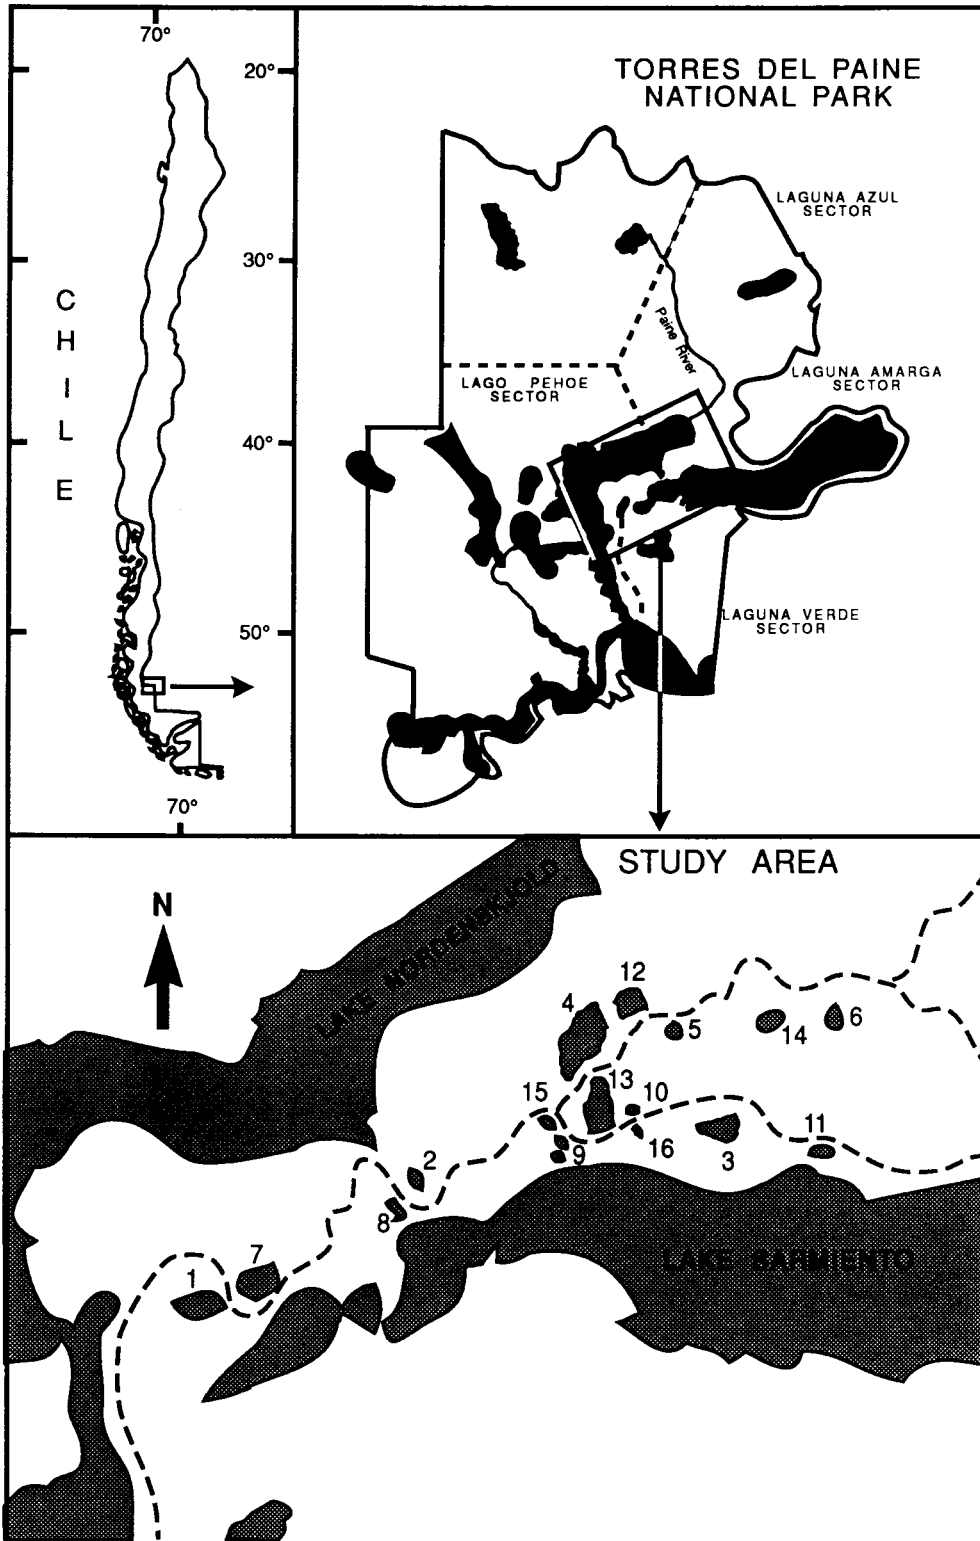 70°
20°
30°
40°
50°
70°
C
H
I
L
E
TORRES DEL PAINE
NATIONAL PARK
LAGUNA AZUL
SECTOR
Paine River
LAGO PEHOE
SECTOR
LAGUNA AMARGA
SECTOR
LAGUNA VERDE
SECTOR
STUDY AREA
N
LAKE NORDENSKJOLD
12
4
5
14
6
13
15
10
11
9
16
3
2
8
7
1
LAKE SARMIENTO